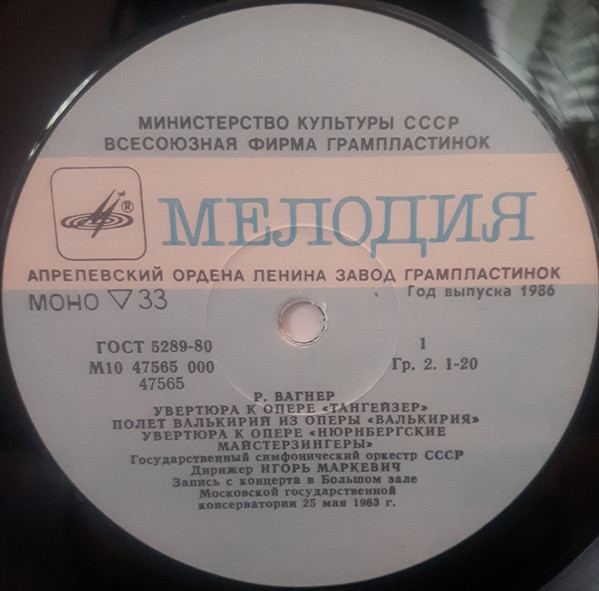 МИНИСТЕРСТВО КУЛЬТУРЫ СССР
ВСЕСОЮЗНАЯ ФИРМА ГРАМПЛАСТИНОК
® МЕЛОДИЯ
АПРЕЛЕВСКИЙ ОРДЕНА ЛЕНИНА ЗАВОД ГРАМПЛАСТИНОК
МОНО ▽ 33 Год выпуска 1986
ГОСТ 5289-80 1
М10 47565 000 Гр. 2. 1-20
47565
Р. ВАГНЕР
УВЕРТЮРА К ОПЕРЕ «ТАНГЕЙЗЕР»
ПОЛЕТ ВАЛЬКИРИЙ ИЗ ОПЕРЫ «ВАЛЬКИРИЯ»
УВЕРТЮРА К ОПЕРЕ «НЮРНБЕРГСКИЕ
МАЙСТЕРЗИНГЕРЫ»
Государственный симфонический оркестр СССР
Дирижер ИГОРЬ МАРКЕВИЧ
Запись с концерта в Большом зале
Московской государственной
консерватории 25 мая 1963 г.